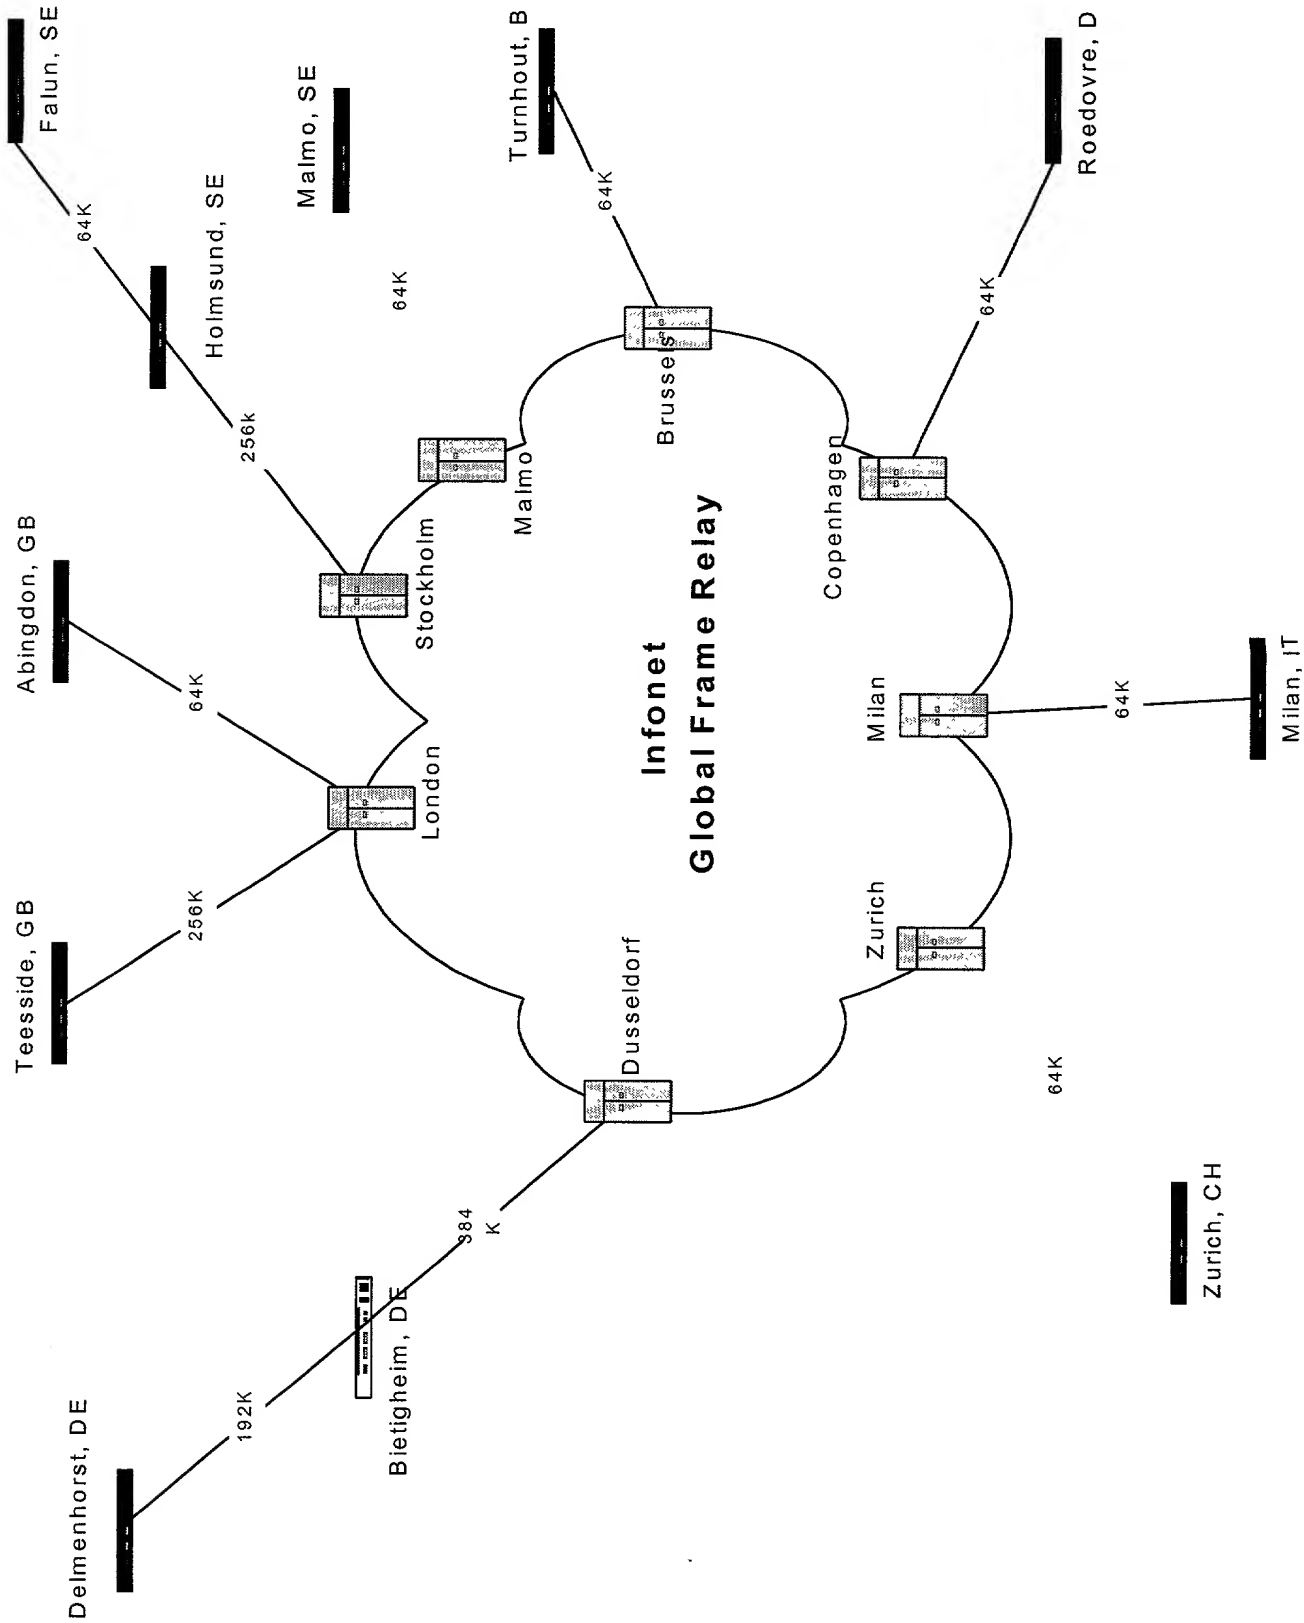 Delmenhorst, DE
Teesside, GB
Abingdon, GB
Falun, SE
192K
256K
64K
64K
Holmsund, SE
256k
Malmo, SE
Bietigheim, DE
64K
London
Stockholm
384
K
Malmo
Turnhout, B
64K
Dusseldorf
Brussels
Infonet
Global Frame Relay
Zurich
Milan
Copenhagen
64K
64K
64K
Roedovre, D
Zurich, CH
Milan, IT